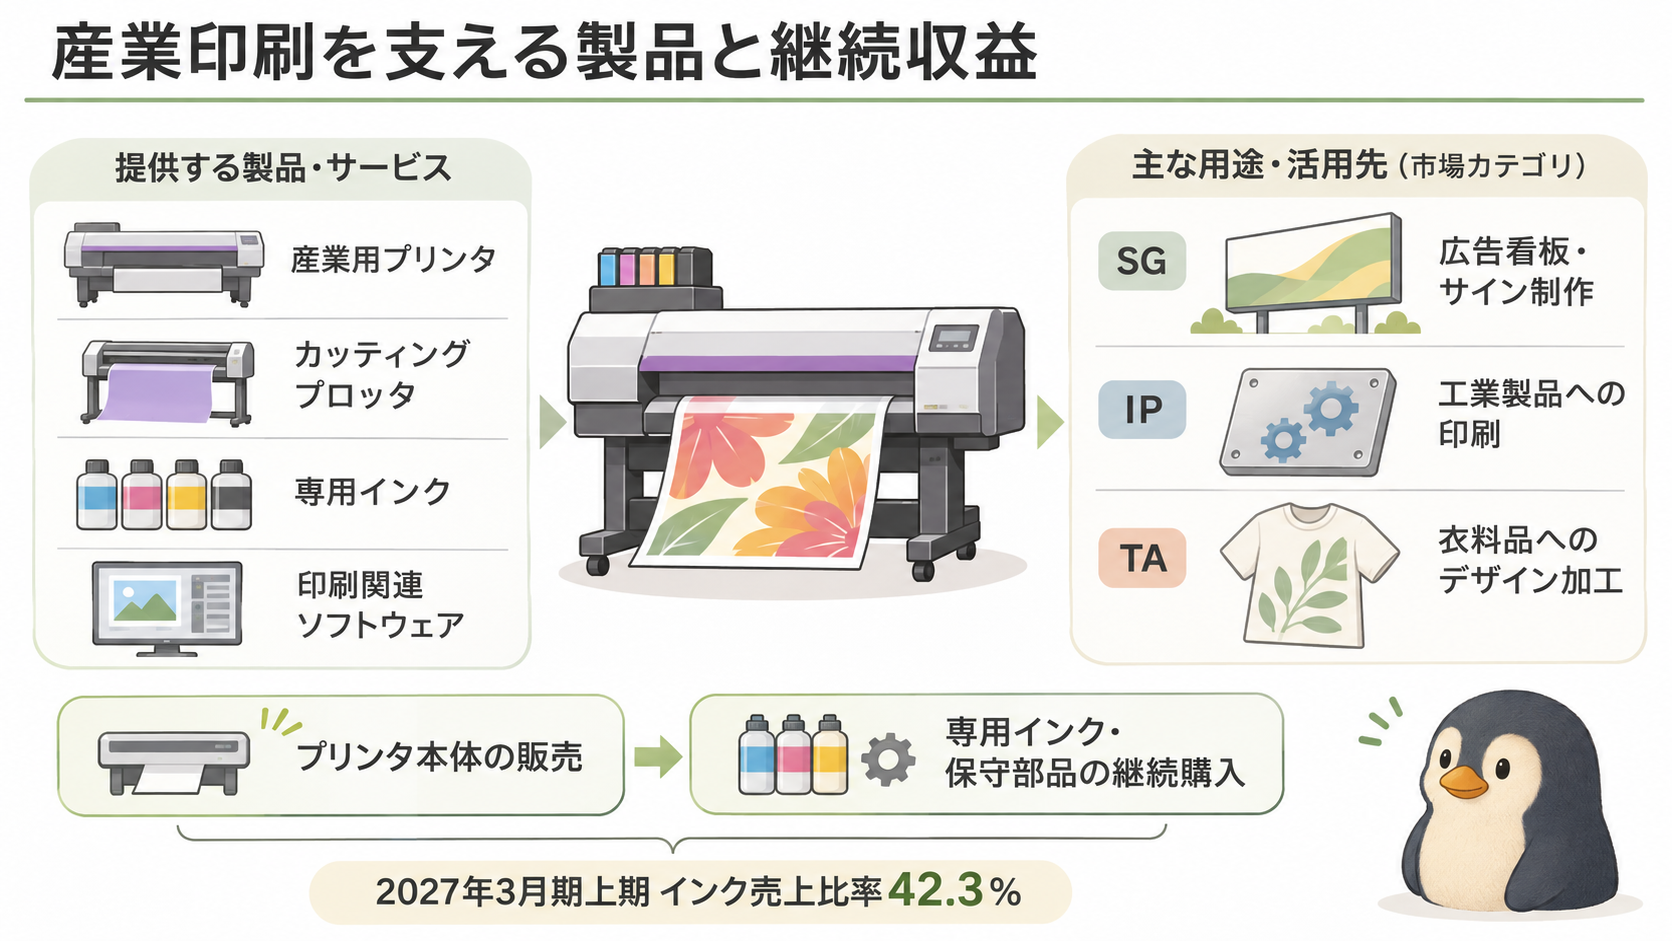 産業印刷を支える製品と継続収益
提供する製品・サービス
産業用プリンタ
カッティング
プロッタ
専用インク
印刷関連
ソフトウェア
主な用途・活用先（市場カテゴリ）
SG
広告看板・
サイン制作
IP
工業製品への
印刷
TA
衣料品への
デザイン加工
プリンタ本体の販売
専用インク・
保守部品の継続購入
2027年3月期上期 インク売上比率 42.3%